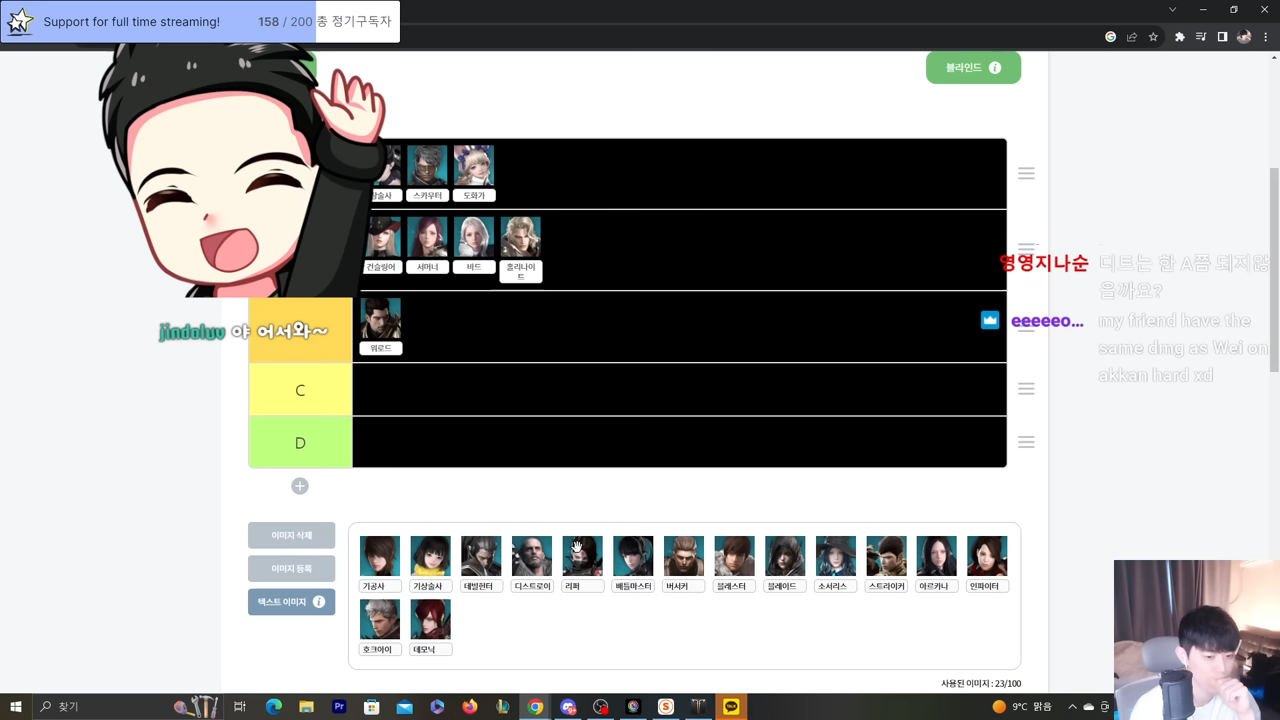 Support for full time streaming!
158 / 200 총 정기구독자
블라인드
스카우터
도화가
건슬링어
서머너
바드
홀리나이
트
영영지나순 디트는 한 A쯤 되지않
을까요?
eeeeeo... my friend have the
same dmg as Wei on
akkan hard xd
jindoluv 야 어서와~
워로드
C
D
이미지 삭제
이미지 등록
텍스트 이미지
기공사
기상술사
데빌헌터
디스트로이
리퍼
배틀마스터
버서커
블래스터
블레이드
소서리스
스트라이커
아르카나
인파이터
호크아이
데모닉
사용된 이미지 : 23/100
찾기
9°C 맑음